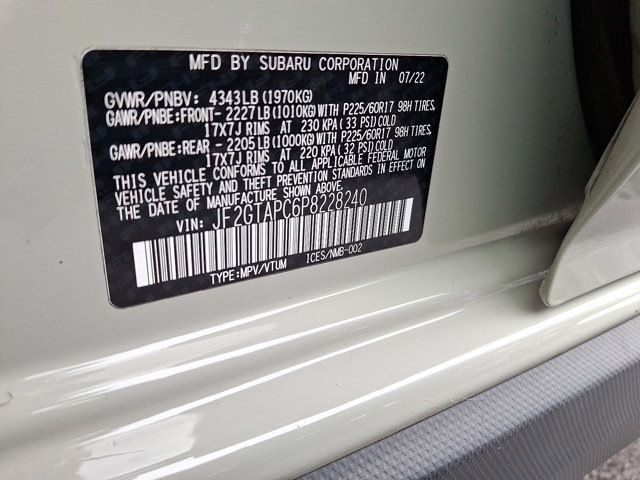 MFD BY SUBARU CORPORATION
MFD IN 07/22
GVWR/PNBV: 4343LB(1970KG)
GAWR/PNBE:FRONT- 2227LB(1010KG)WITH P225/60R17 98H TIRES,
17X7J RIMS AT 230 KPA(33 PSI)COLD
GAWR/PNBE:REAR - 2205LB(1000KG)WITH P225/60R17 98H TIRES,
17X7J RIMS AT 220 KPA(32 PSI)COLD
THIS VEHICLE CONFORMS TO ALL APPLICABLE FEDERAL MOTOR
VEHICLE SAFETY AND THEFT PREVENTION STANDARDS
IN EFFECT ON THE DATE OF MANUFACTURE SHOWN ABOVE.
VIN: JF2GTAPC6P8228240
TYPE:MPV/VTUM ICES/NMB-002